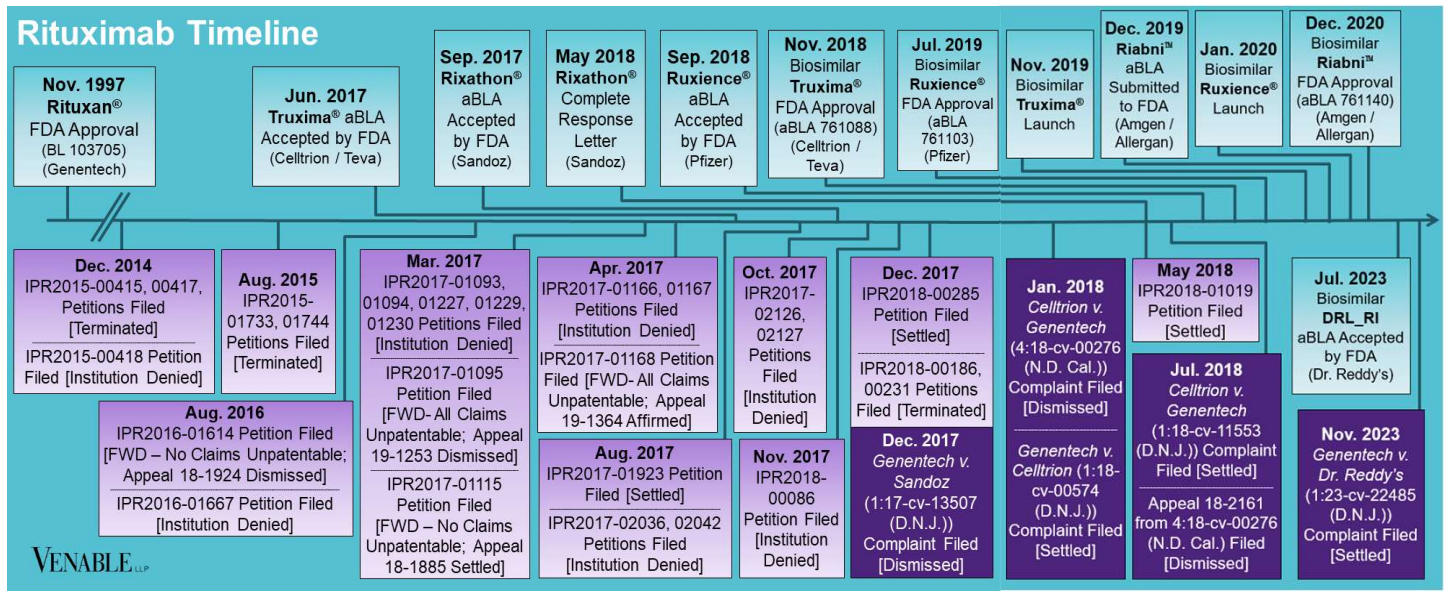 Rituximab Timeline
Nov. 1997
Rituxan®
FDA Approval
(BL 103705)
(Genentech)
Jun. 2017
Truxima® aBLA
Accepted by FDA
(Celltrion / Teva)
Sep. 2017
Rixathon®
aBLA
Accepted
by FDA
(Sandoz)
May 2018
Rixathon®
Complete
Response
Letter
(Sandoz)
Sep. 2018
Ruxience®
aBLA
Accepted
by FDA
(Pfizer)
Nov. 2018
Biosimilar
Truxima®
FDA Approval
(aBLA 761088)
(Celltrion /
Teva)
Jul. 2019
Biosimilar
Ruxience®
FDA Approval
(aBLA
761103)
(Pfizer)
Nov. 2019
Biosimilar
Truxima®
Launch
Dec. 2019
Riabni™
aBLA
Submitted
to FDA
(Amgen /
Allergan)
Jan. 2020
Biosimilar
Ruxience®
Launch
Dec. 2020
Biosimilar
Riabni™
FDA Approval
(aBLA 761140)
(Amgen /
Allergan)
Dec. 2014
IPR2015-00415, 00417,
Petitions Filed
[Terminated]
IPR2015-00418 Petition
Filed [Institution Denied]
Aug. 2015
IPR2015-
01733, 01744
Petitions Filed
[Terminated]
Aug. 2016
IPR2016-01614 Petition Filed
[FWD – No Claims Unpatentable;
Appeal 18-1924 Dismissed]
IPR2016-01667 Petition Filed
[Institution Denied]
Mar. 2017
IPR2017-01093,
01094, 01227, 01229,
01230 Petitions Filed
[Institution Denied]
IPR2017-01095
Petition Filed
[FWD- All Claims
Unpatentable; Appeal
19-1253 Dismissed]
IPR2017-01115
Petition Filed
[FWD – No Claims
Unpatentable; Appeal
18-1885 Settled]
Apr. 2017
IPR2017-01166, 01167
Petitions Filed
[Institution Denied]
IPR2017-01168 Petition
Filed [FWD- All Claims
Unpatentable; Appeal
19-1364 Affirmed]
Aug. 2017
IPR2017-01923 Petition
Filed [Settled]
IPR2017-02036, 02042
Petitions Filed
[Institution Denied]
Oct. 2017
IPR2017-
02126,
02127
Petitions
Filed
[Institution
Denied]
Nov. 2017
IPR2018-
00086
Petition Filed
[Institution
Denied]
Dec. 2017
IPR2018-00285
Petition Filed
[Settled]
IPR2018-00186,
00231 Petitions
Filed [Terminated]
Dec. 2017
Genentech v.
Sandoz
(1:17-cv-13507
(D.N.J.))
Complaint Filed
[Dismissed]
Jan. 2018
Celltrion v.
Genentech
(4:18-cv-00276
(N.D. Cal.))
Complaint Filed
[Dismissed]
Genentech v.
Celltrion (1:18-
cv-00574
(D.N.J.))
Complaint Filed
[Settled]
May 2018
IPR2018-01019
Petition Filed
[Settled]
Jul. 2018
Celltrion v.
Genentech
(1:18-cv-11553
(D.N.J.)) Complaint
Filed [Settled]
Appeal 18-2161
from 4:18-cv-00276
(N.D. Cal.) Filed
[Dismissed]
Jul. 2023
Biosimilar
DRL_RI
aBLA Accepted
by FDA
(Dr. Reddy's)
Nov. 2023
Genentech v.
Dr. Reddy's
(1:23-cv-22485
(D.N.J.))
Complaint Filed
[Settled]
VENABLE LLP